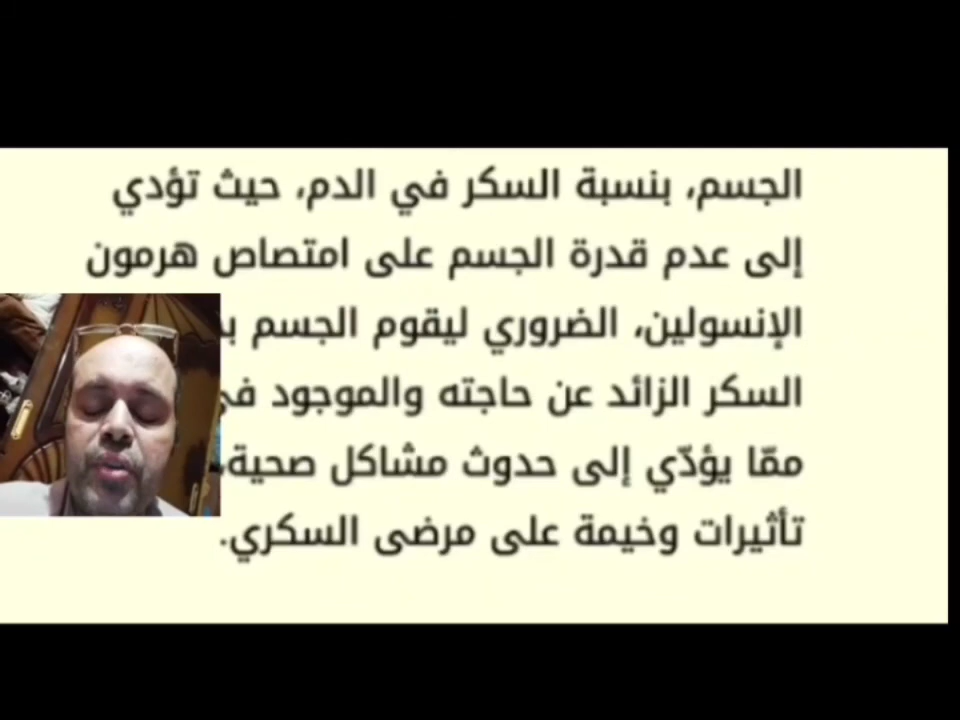 الجسم، بنسبة السكر في الدم، حيث تؤدي
إلى عدم قدرة الجسم على امتصاص هرمون
الإنسولين، الضروري ليقوم الجسم
السكر الزائد عن حاجته والموجود في
ممّا يؤدّي إلى حدوث مشاكل صحية،
تأثيرات وخيمة على مرضى السكري.